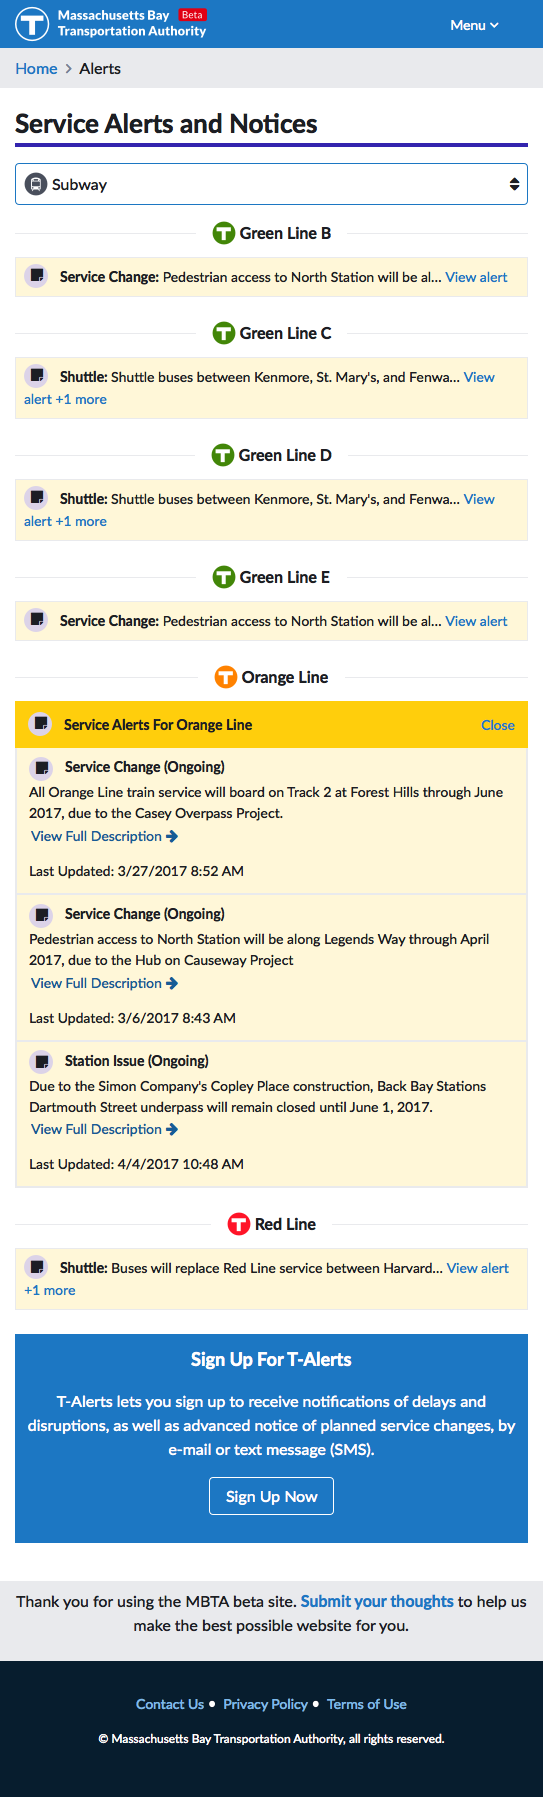 Massachusetts Bay Beta
Transportation Authority
Menu
Home > Alerts
Service Alerts and Notices
Subway
T Green Line B
Service Change: Pedestrian access to North Station will be al... View alert
T Green Line C
Shuttle: Shuttle buses between Kenmore, St. Mary's, and Fenwa... View
alert +1 more
T Green Line D
Shuttle: Shuttle buses between Kenmore, St. Mary's, and Fenwa... View
alert +1 more
T Green Line E
Service Change: Pedestrian access to North Station will be al... View alert
T Orange Line
Service Alerts For Orange Line Close
Service Change (Ongoing)
All Orange Line train service will board on Track 2 at Forest Hills through June
2017, due to the Casey Overpass Project.
View Full Description
Last Updated: 3/27/2017 8:52 AM
Service Change (Ongoing)
Pedestrian access to North Station will be along Legends Way through April
2017, due to the Hub on Causeway Project
View Full Description
Last Updated: 3/6/2017 8:43 AM
Station Issue (Ongoing)
Due to the Simon Company's Copley Place construction, Back Bay Stations
Dartmouth Street underpass will remain closed until June 1, 2017.
View Full Description
Last Updated: 4/4/2017 10:48 AM
T Red Line
Shuttle: Buses will replace Red Line service between Harvard... View alert
+1 more
Sign Up For T-Alerts
T-Alerts lets you sign up to receive notifications of delays and
disruptions, as well as advanced notice of planned service changes, by
e-mail or text message (SMS).
Sign Up Now
Thank you for using the MBTA beta site. Submit your thoughts to help us
make the best possible website for you.
Contact Us • Privacy Policy • Terms of Use
© Massachusetts Bay Transportation Authority, all rights reserved.